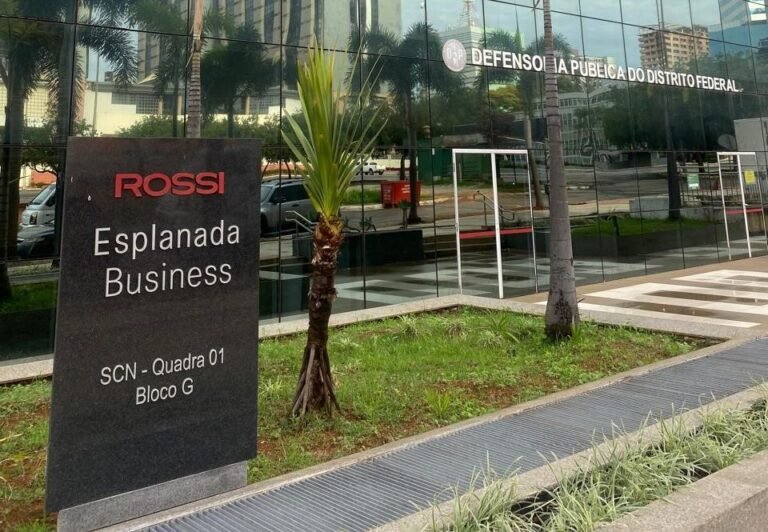 DEFENSORIA PÚBLICA DO DISTRITO FEDERAL
ROSSI
Esplanada
Business
SCN - Quadra 01
Bloco G